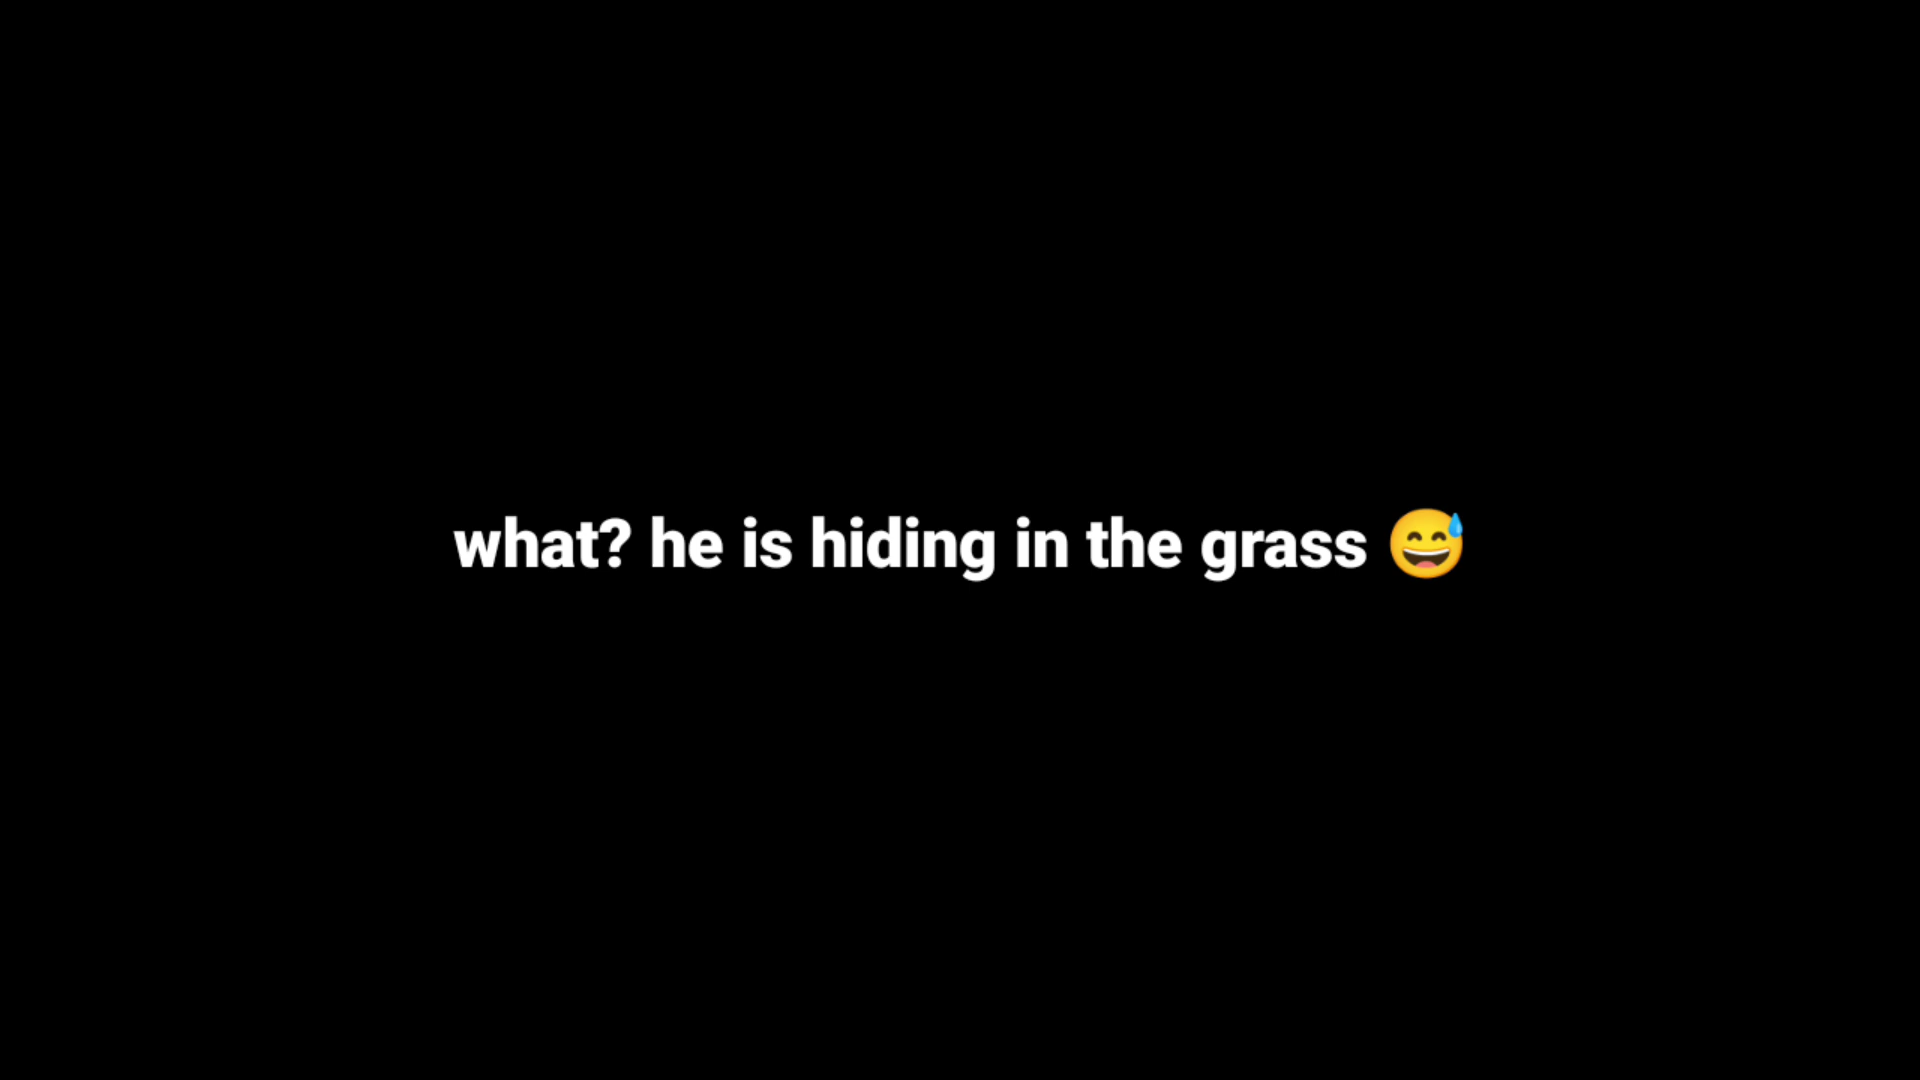 what? he is hiding in the grass 😅